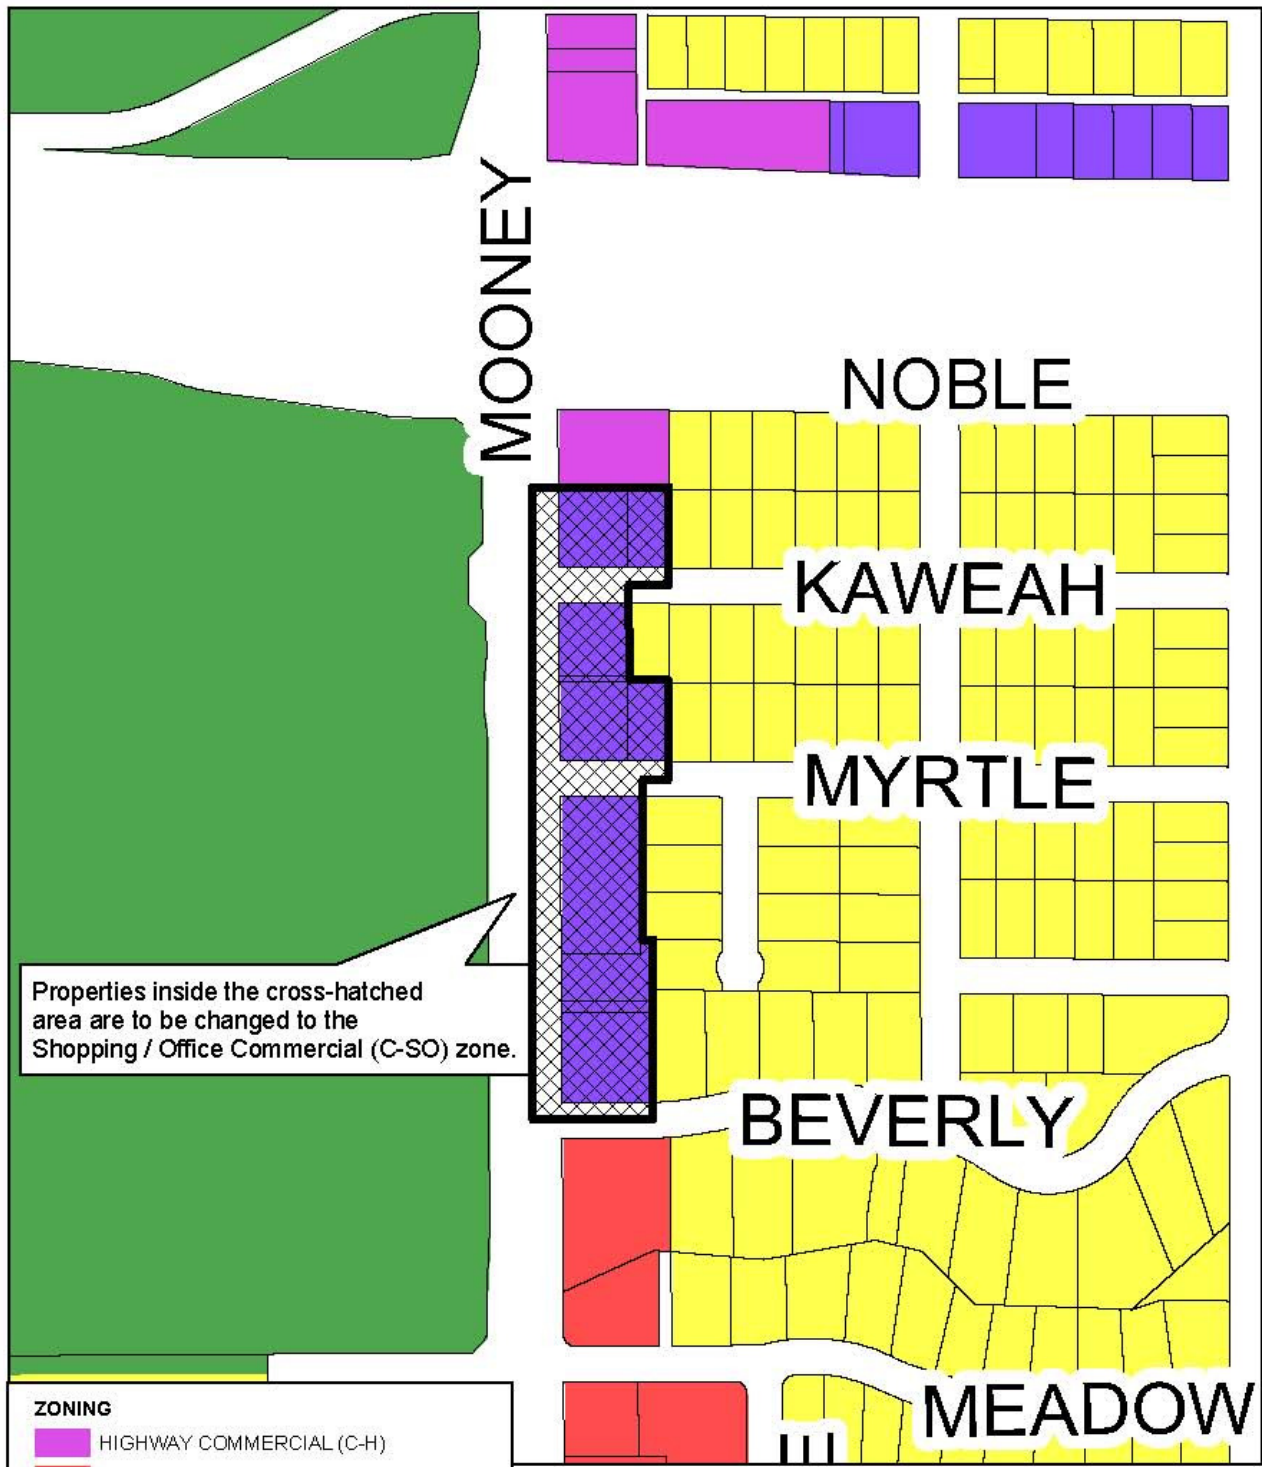 MOONEY
NOBLE
KAWEAH
MYRTLE
Properties inside the cross-hatched
area are to be changed to the
Shopping / Office Commercial (C-SO) zone.
BEVERLY
MEADOW
ZONING
HIGHWAY COMMERCIAL (C-H)